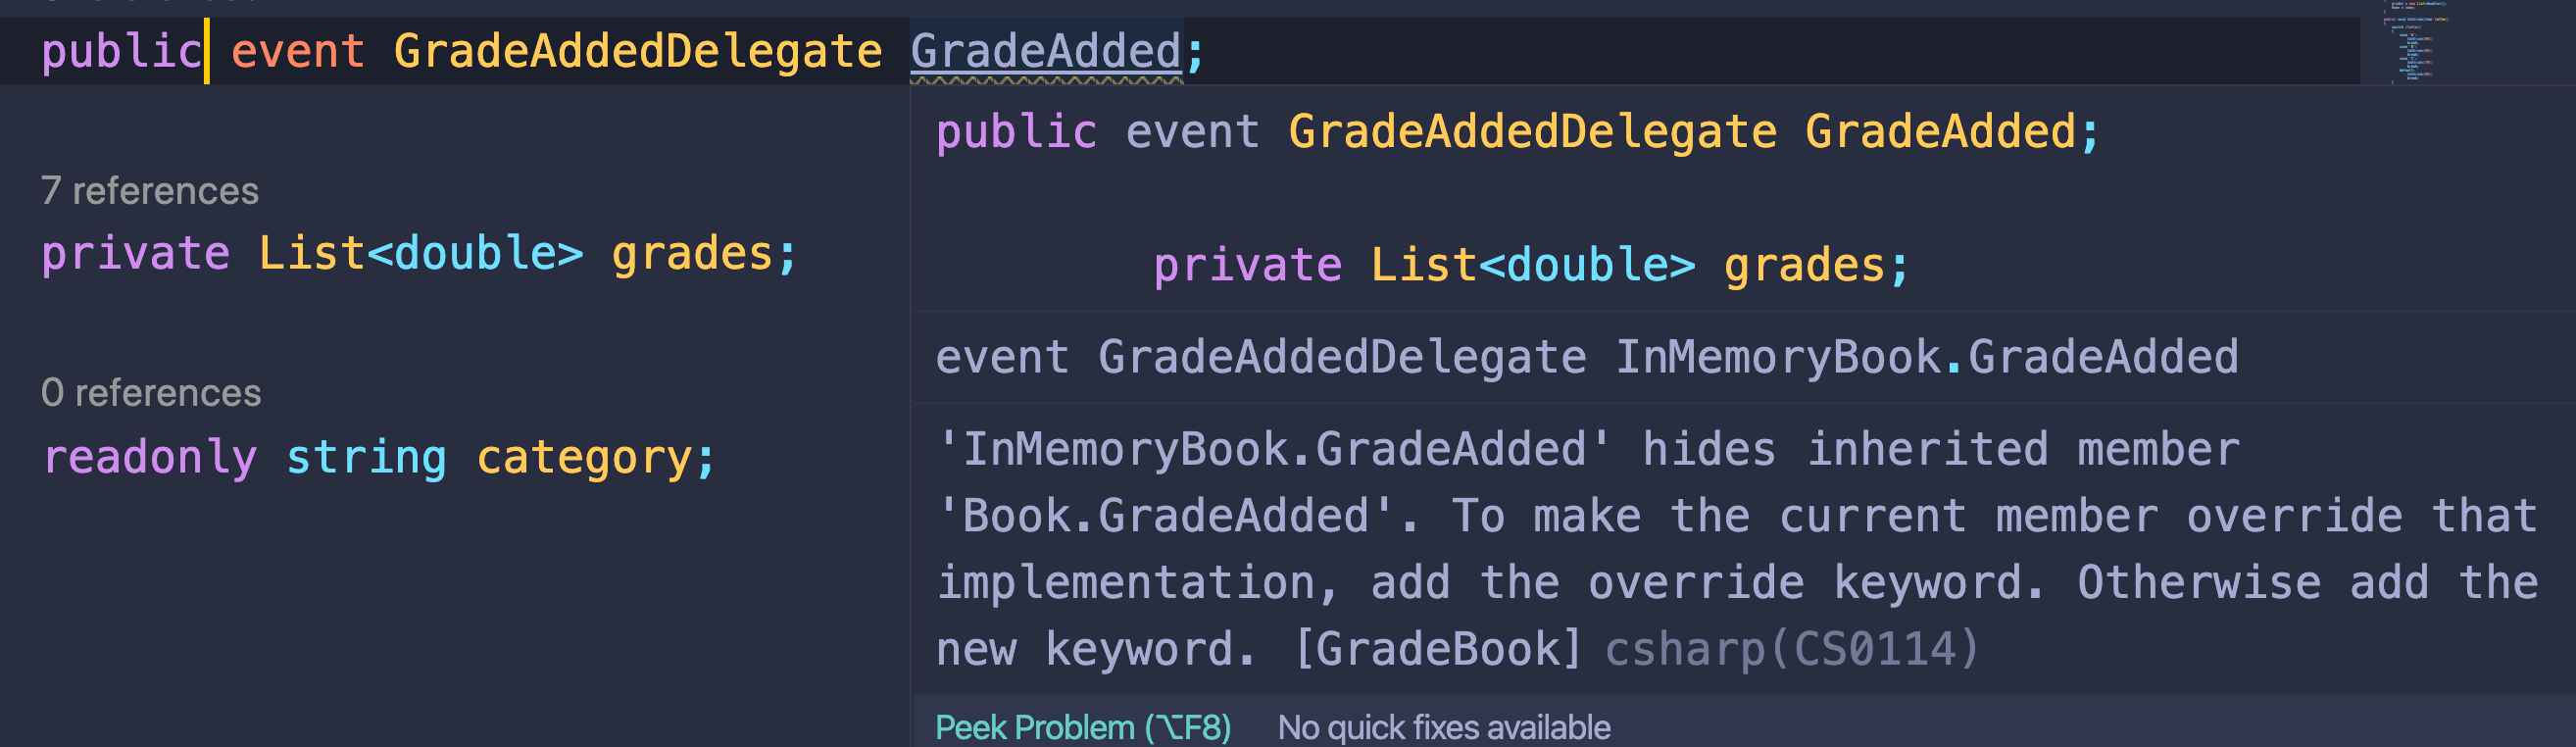 public event GradeAddedDelegate GradeAdded;
7 references
private List<double> grades;
0 references
readonly string category;
public event GradeAddedDelegate GradeAdded;
private List<double> grades;
event GradeAddedDelegate InMemoryBook.GradeAdded
'InMemoryBook.GradeAdded' hides inherited member
'Book.GradeAdded'. To make the current member override that
implementation, add the override keyword. Otherwise add the
new keyword. [GradeBook] csharp(CS0114)
Peek Problem (⌥F8) No quick fixes available